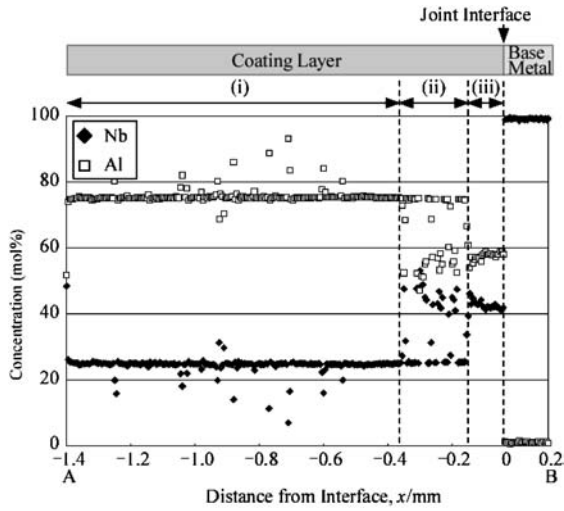 Joint Interface
Coating Layer
Base
Metal
(i)
(ii)
(iii)
Nb
Al
Concentration (mol%)
100
80
60
40
20
0
−1.4
−1.2
−1.0
−0.8
−0.6
−0.4
−0.2
0
0.2
A
B
Distance from Interface, x/mm